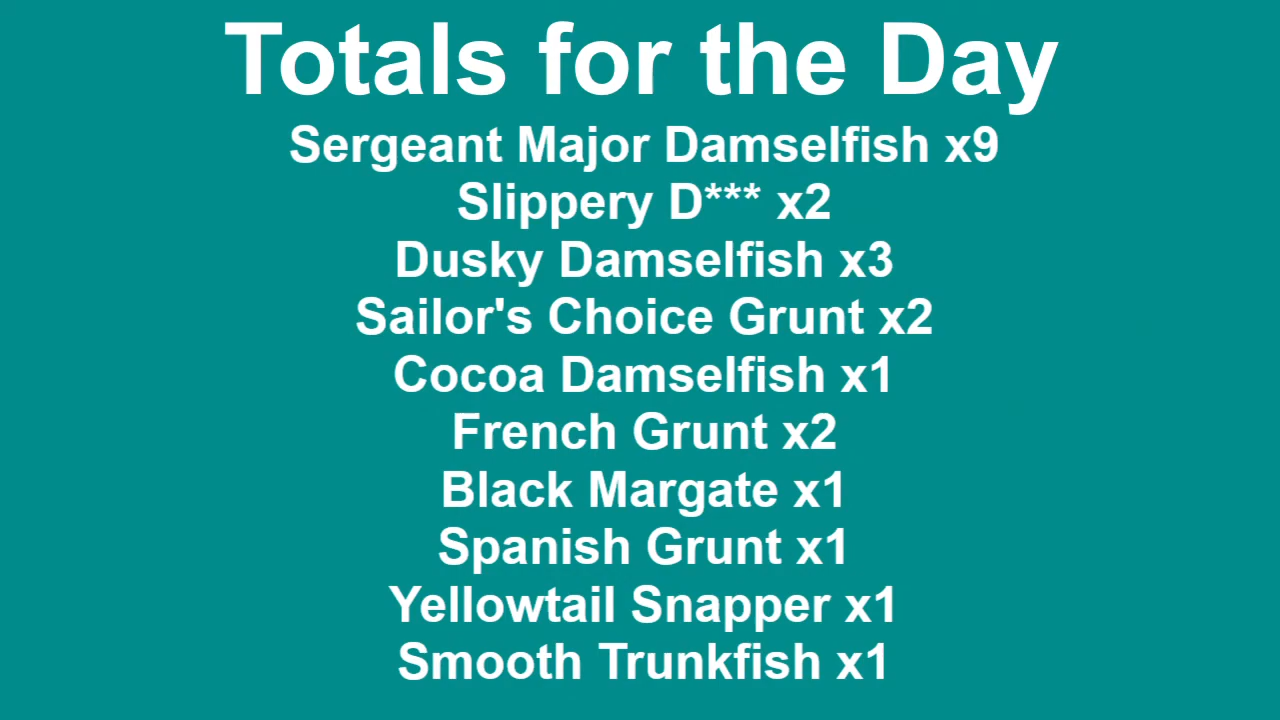 Totals for the Day
Sergeant Major Damselfish x9
Slippery D*** x2
Dusky Damselfish x3
Sailor's Choice Grunt x2
Cocoa Damselfish x1
French Grunt x2
Black Margate x1
Spanish Grunt x1
Yellowtail Snapper x1
Smooth Trunkfish x1